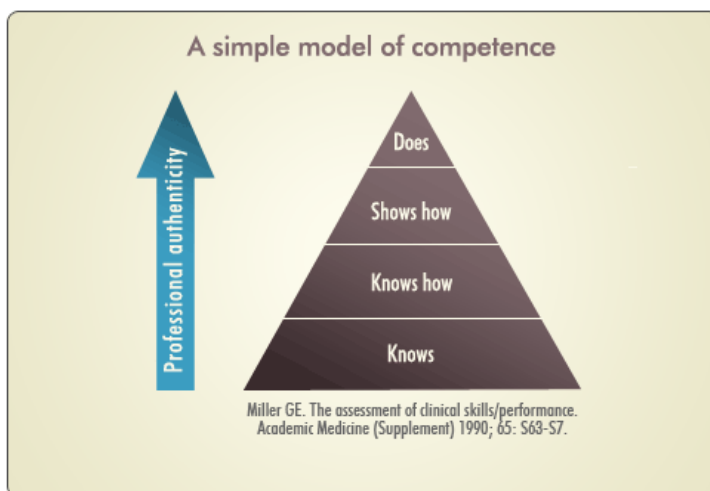 A simple model of competence
Professional authenticity
Does
Shows how
Knows how
Knows
Miller GE. The assessment of clinical skills/performance.
Academic Medicine (Supplement) 1990; 65: S63-S7.